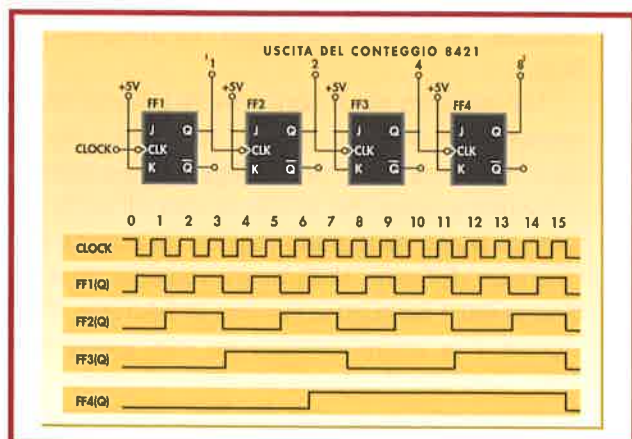 USCITA DEL CONTEGGIO 8421
'1 2 4 8'
+5V +5V +5V +5V
FF1 FF2 FF3 FF4
J Q J Q J Q J Q
CLOCK CLK CLK CLK CLK
K Q K Q K Q K Q
0 1 2 3 4 5 6 7 8 9 10 11 12 13 14 15
CLOCK
FF1(Q)
FF2(Q)
FF3(Q)
FF4(Q)